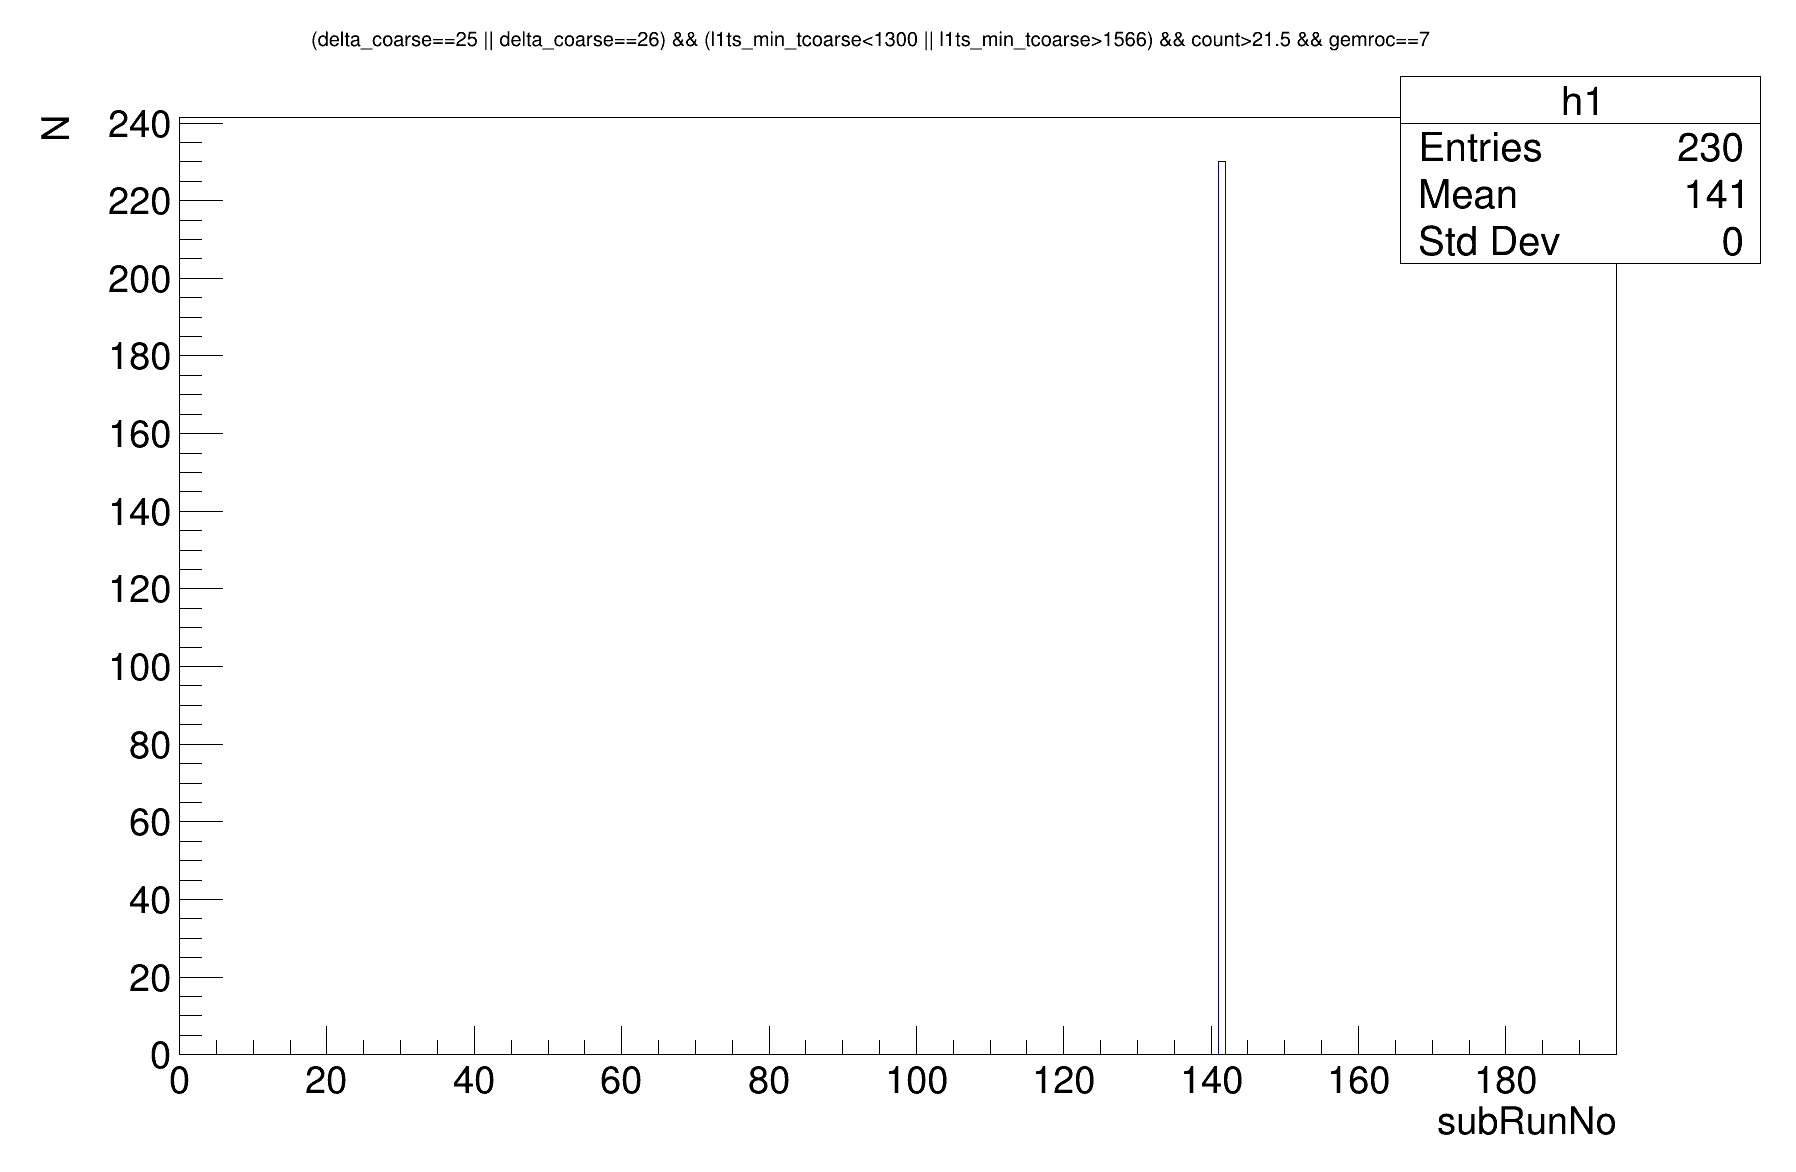 (delta_coarse==25 || delta_coarse==26) && (l1ts_min_tcoarse<1300 || l1ts_min_tcoarse>1566) && count>21.5 && gemroc==7
h1
Entries 230
Mean 141
Std Dev 0
N
240
220
200
180
160
140
120
100
80
60
40
20
0
0 20 40 60 80 100 120 140 160 180
subRunNo